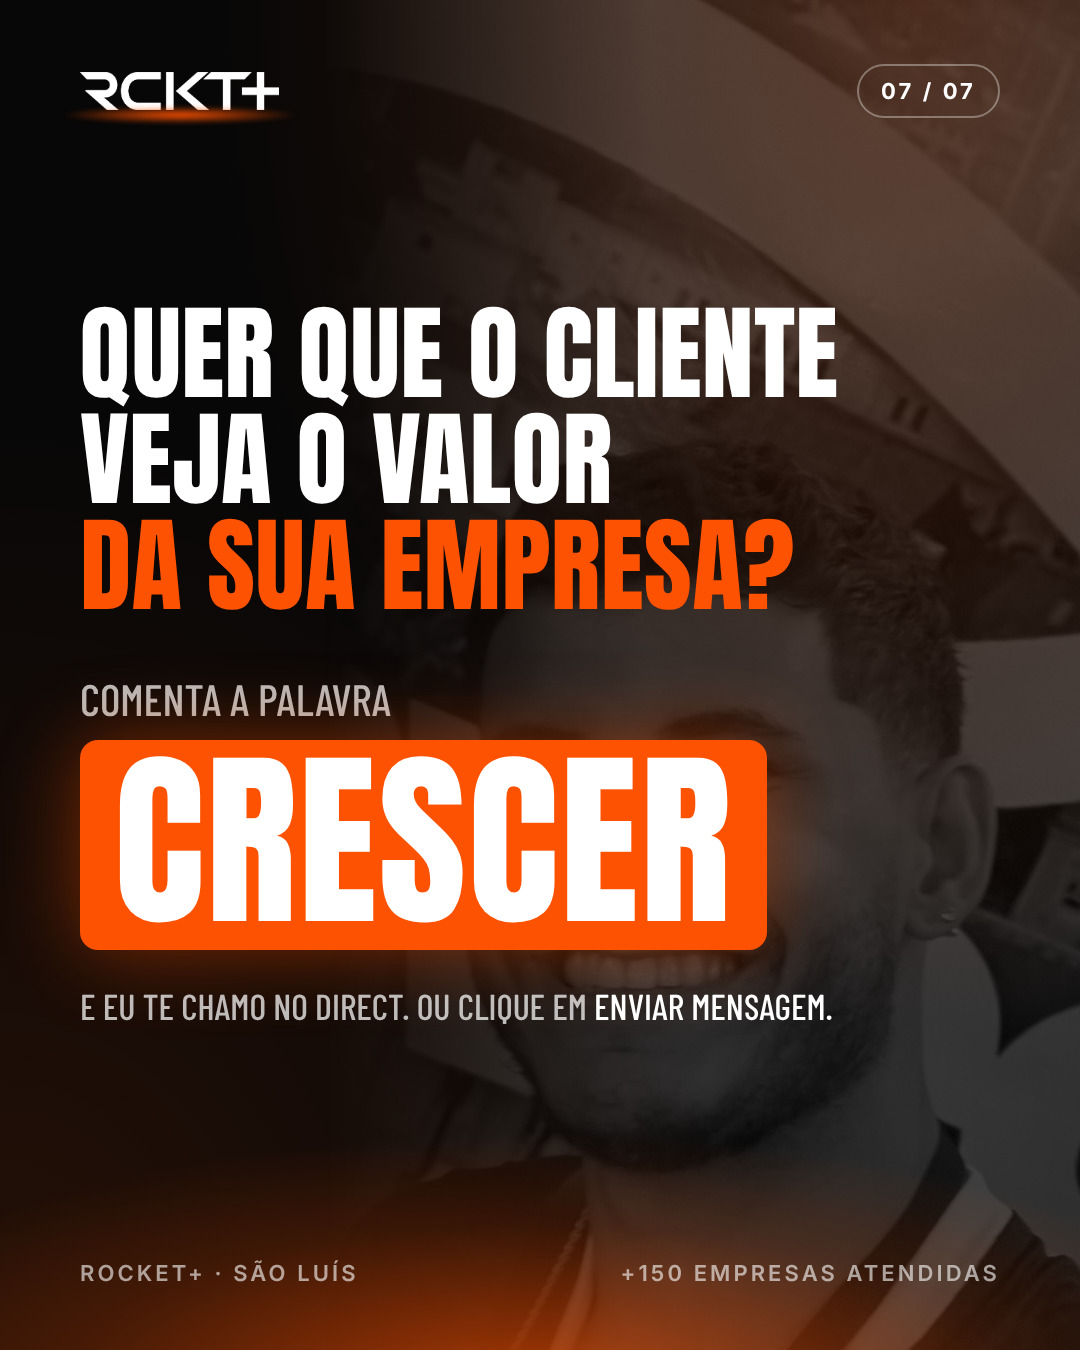 RCKT+
07 / 07
QUER QUE O CLIENTE
VEJA O VALOR
DA SUA EMPRESA?
COMENTA A PALAVRA
CRESCER
E EU TE CHAMO NO DIRECT. OU CLIQUE EM ENVIAR MENSAGEM.
ROCKET+ · SÃO LUÍS
+150 EMPRESAS ATENDIDAS